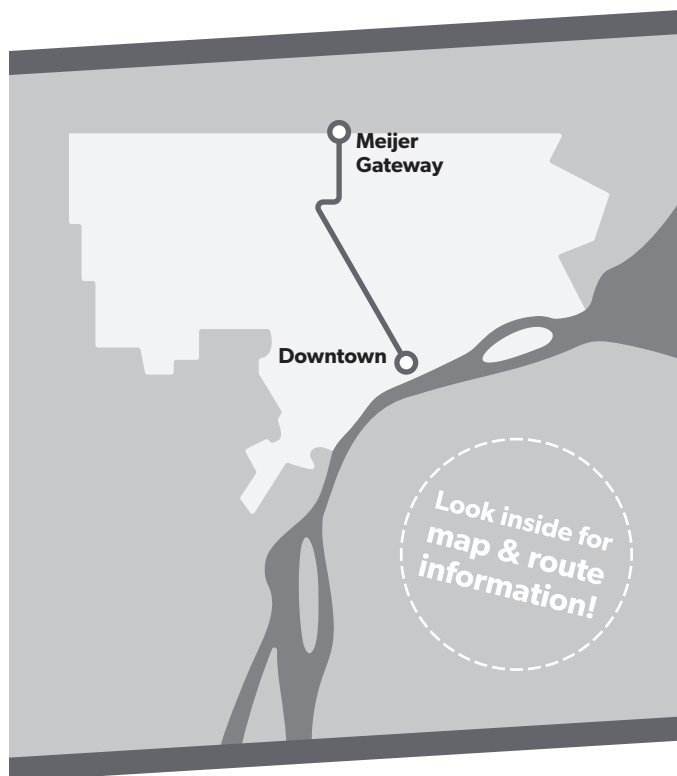 Meijer
Gateway
Downtown
Look inside for
map & route
information!